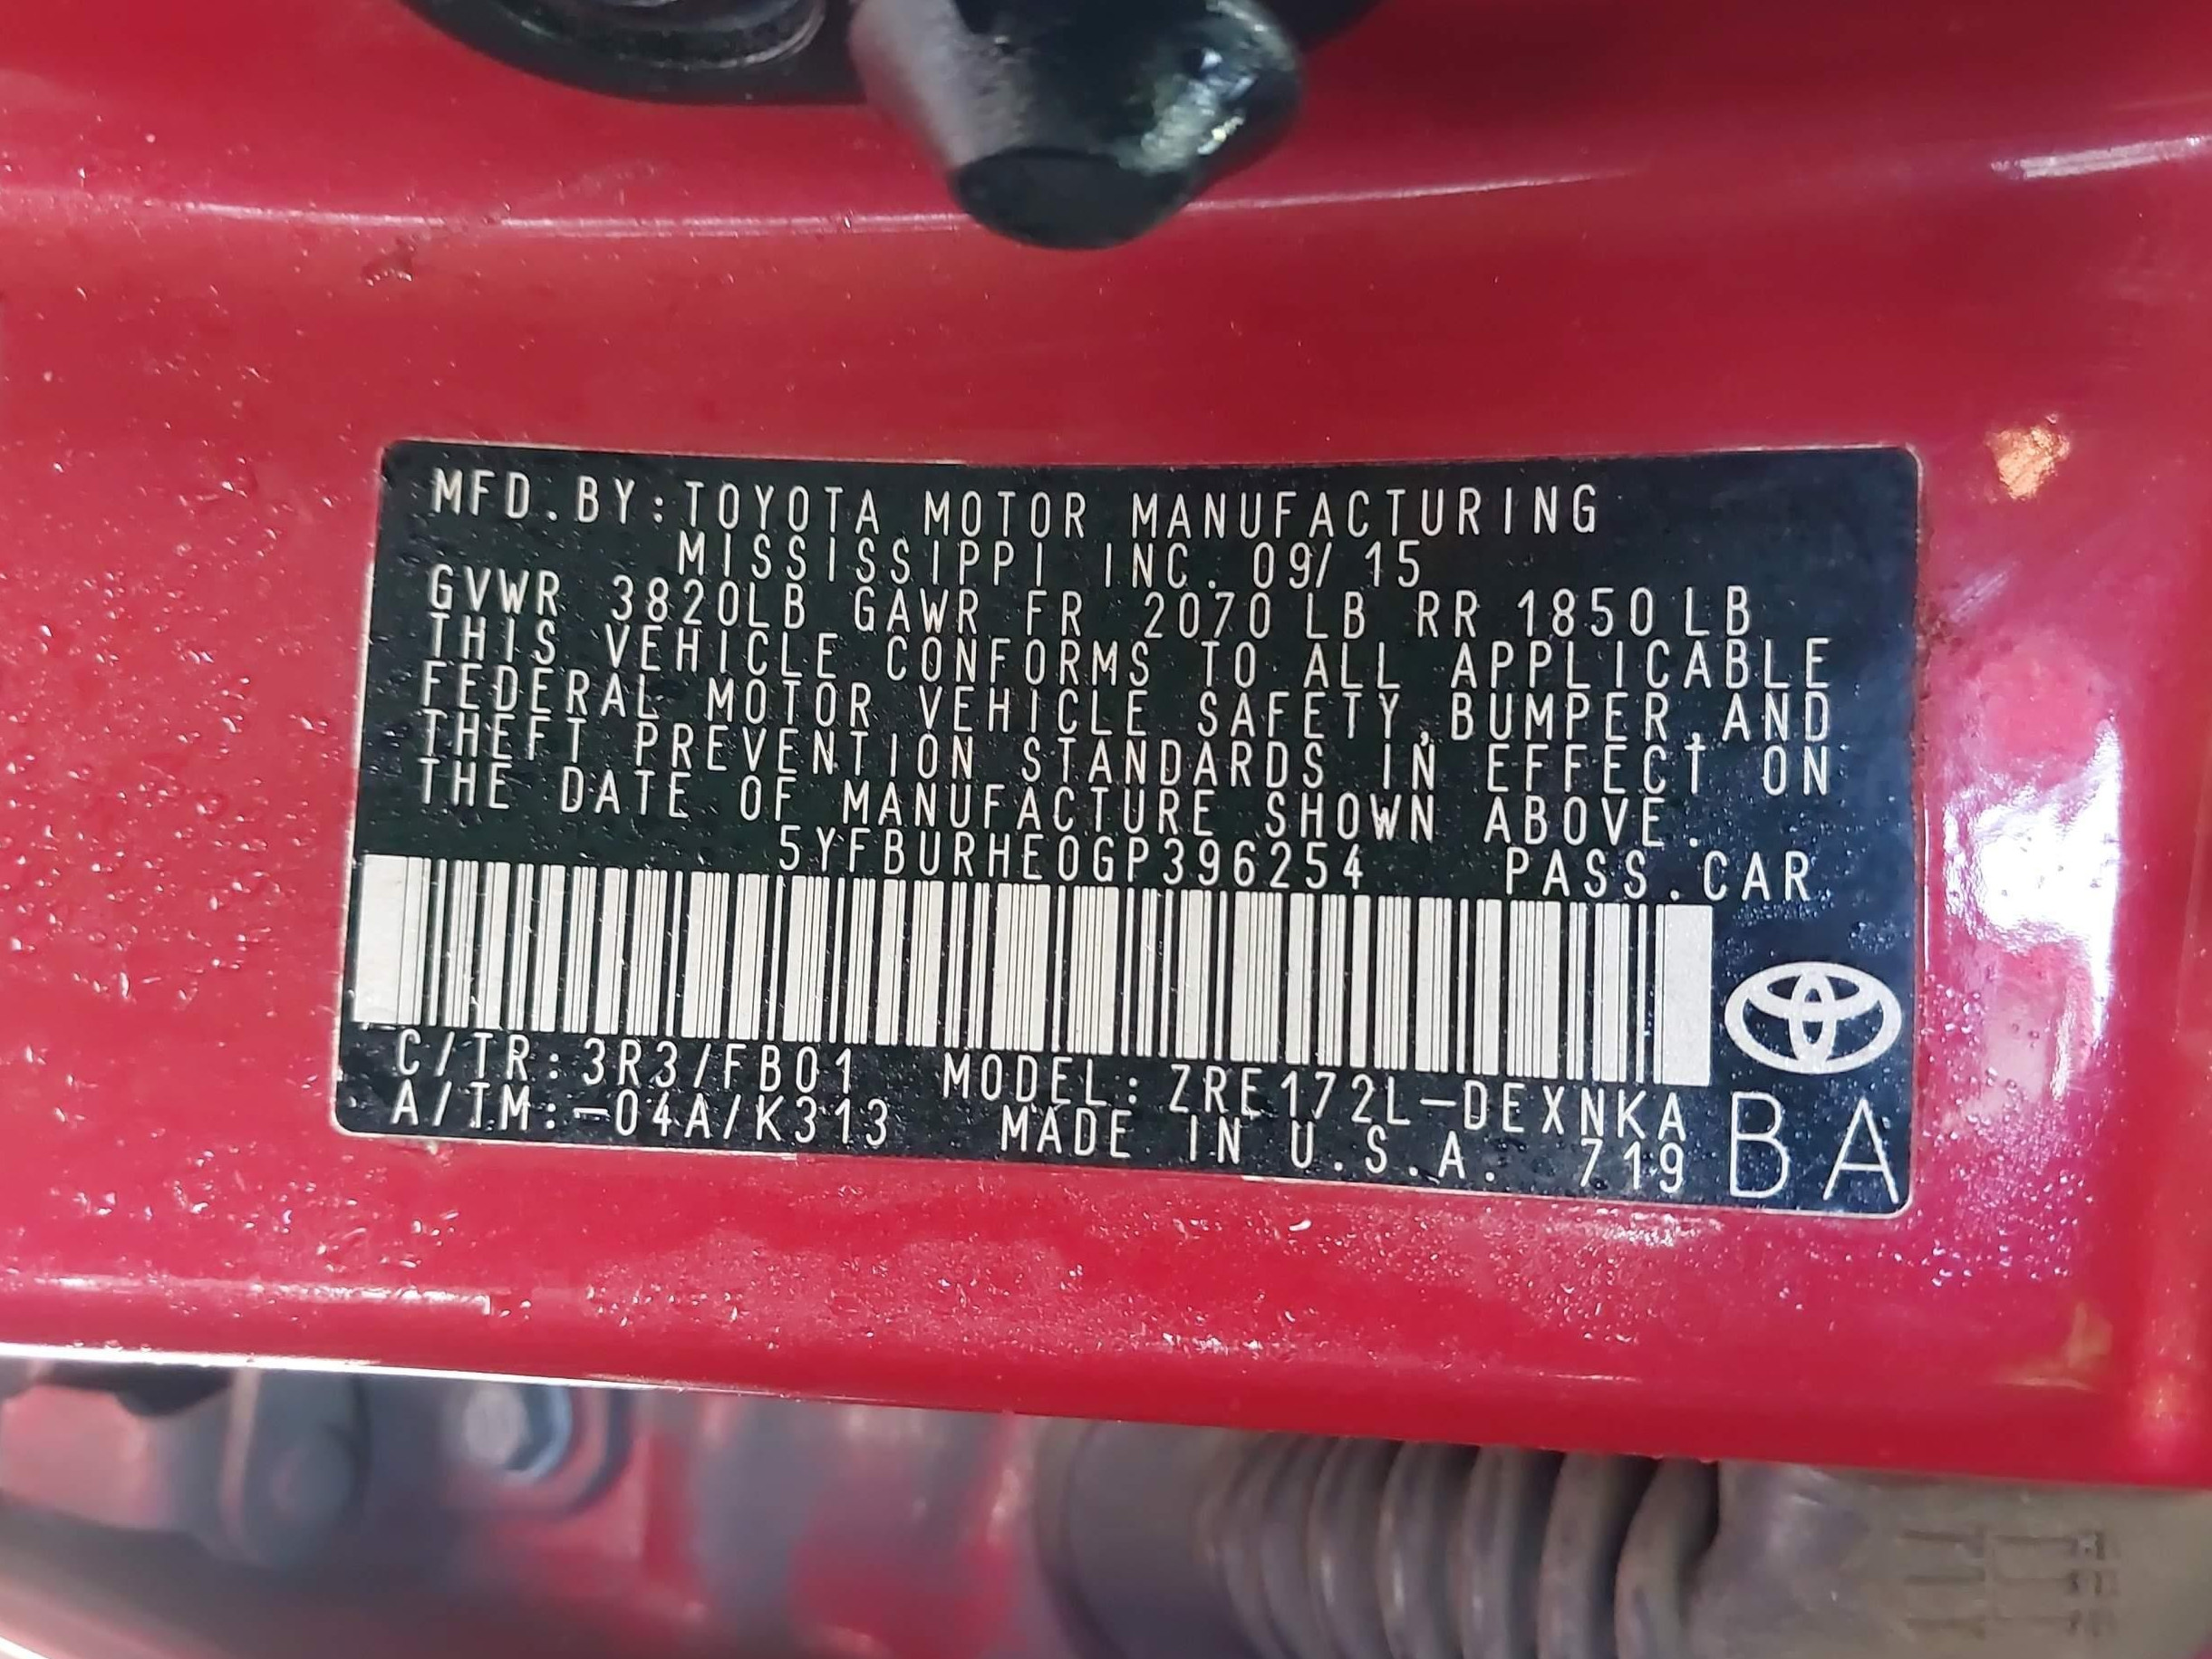 MFD.BY:TOYOTA MOTOR MANUFACTURING
MISSISSIPPI INC. 09/15
GVWR 3820LB GAWR FR 2070LB RR 1850LB
THIS VEHICLE CONFORMS TO ALL APPLICABLE
FEDERAL MOTOR VEHICLE SAFETY,BUMPER,AND
THEFT PREVENTION STANDARDS IN EFFECT ON
THE DATE OF MANUFACTURE SHOWN ABOVE.
5YFBURHE0GP396254 PASS.CAR
C/TR:3R3/FB01 MODEL:ZRE172L-DEXNKA
A/TM:-04A/K313 MADE IN U.S.A. 719 BA